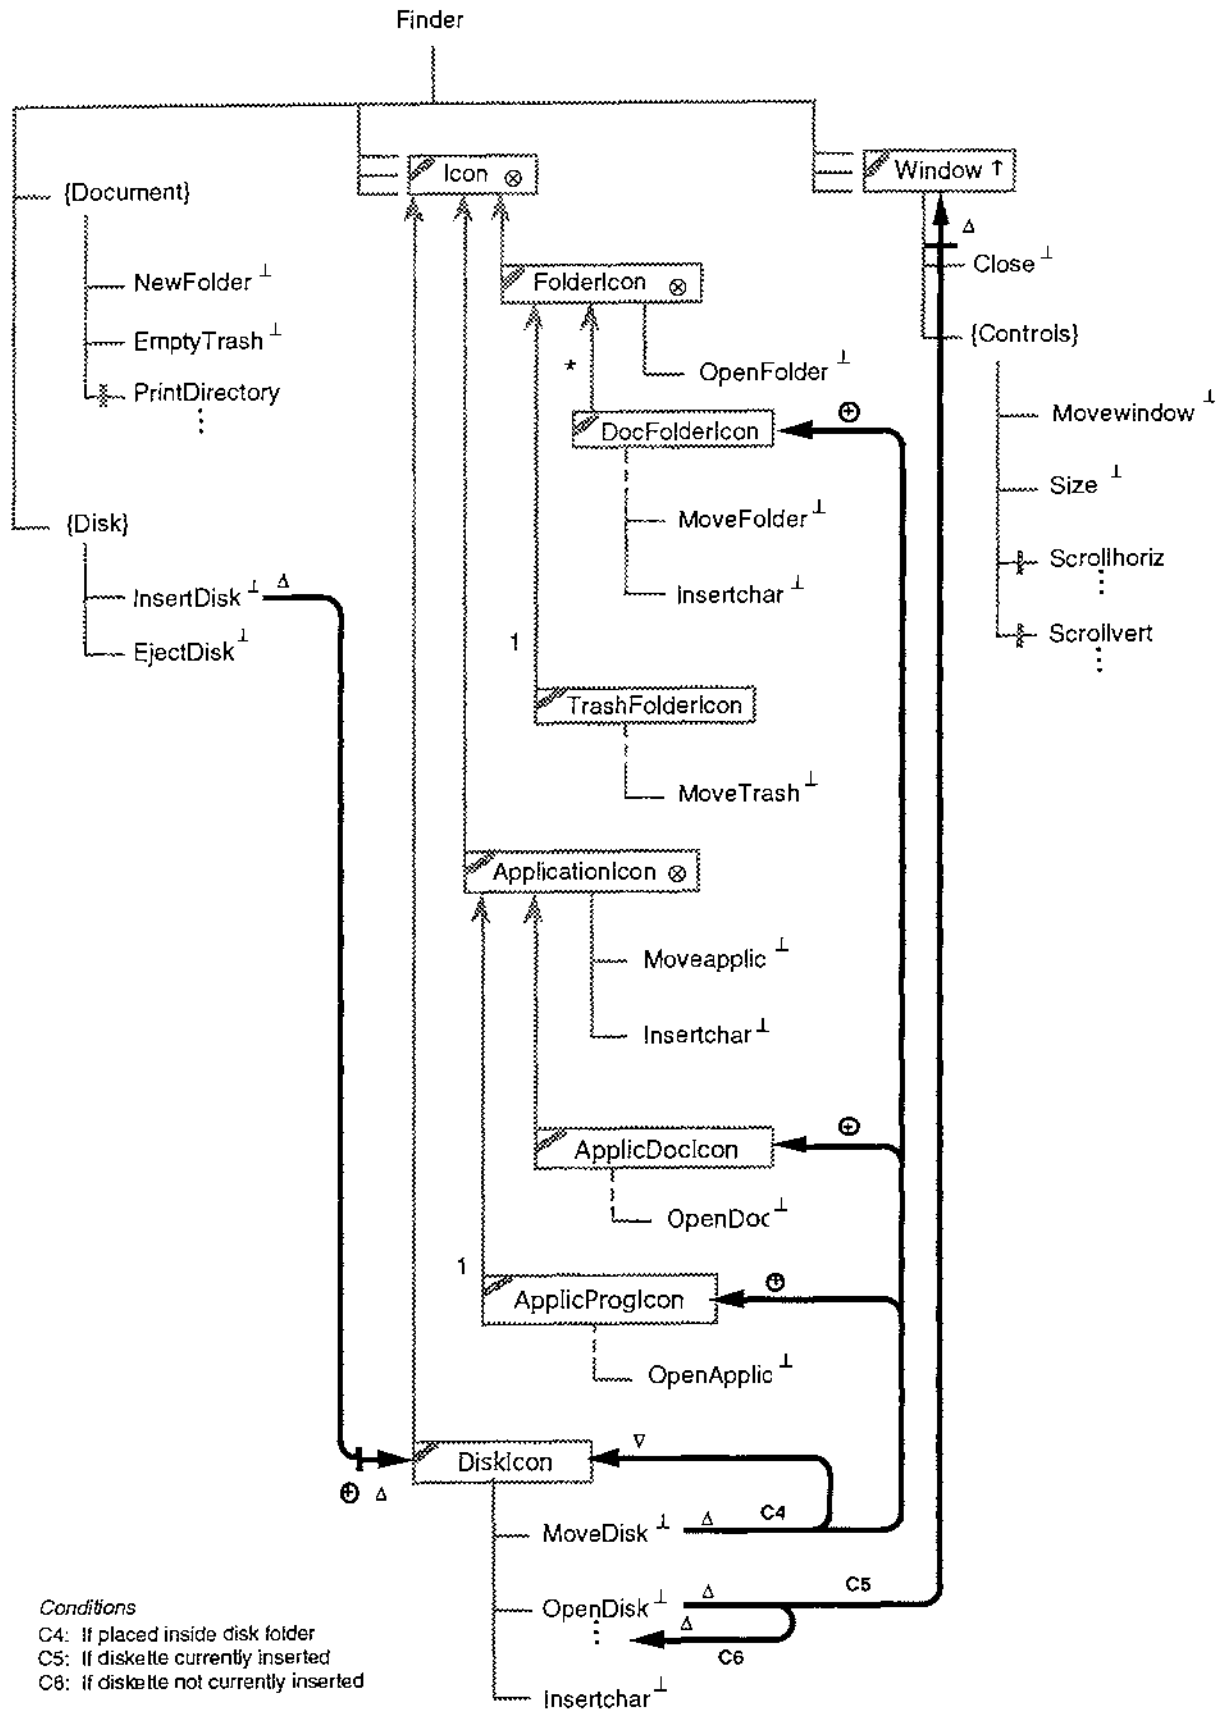 Finder
Icon ⊗
Window ↑
{Document}
Δ
Close ⊥
NewFolder ⊥
FolderIcon ⊗
EmptyTrash ⊥
{Controls}
PrintDirectory
⋮
*
OpenFolder ⊥
Movewindow ⊥
⊕
DocFolderIcon
Size ⊥
{Disk}
MoveFolder ⊥
Scrollhoriz
⋮
InsertDisk ⊥ Δ
Insertchar ⊥
Scrollvert
⋮
EjectDisk ⊥
1
TrashFolderIcon
MoveTrash ⊥
ApplicationIcon ⊗
Moveapplic ⊥
Insertchar ⊥
⊕
ApplicDocIcon
OpenDoc ⊥
1
⊕
ApplicProgIcon
OpenApplic ⊥
∇
DiskIcon
⊕ Δ
MoveDisk ⊥ Δ C4
OpenDisk ⊥ Δ C5
⋮
Δ
C6
Insertchar ⊥
Conditions
C4: If placed inside disk folder
C5: If diskette currently inserted
C6: If diskette not currently inserted